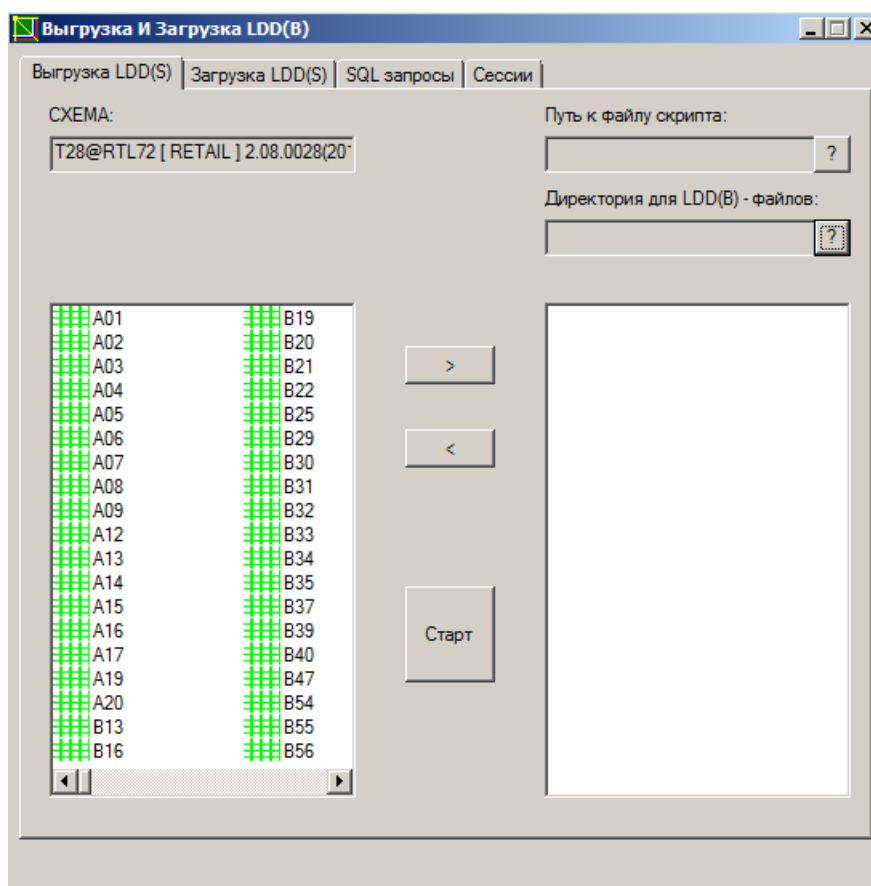 Выгрузка И Загрузка LDD(B)
Выгрузка LDD(S) Загрузка LDD(S) SQL запросы Сессии
СХЕМА: Путь к файлу скрипта:
T28@RTL72 [ RETAIL ] 2.08.0028(20 ?
Директория для LDD(B) - файлов:
?
A01 B19
A02 B20
A03 B21 >
A04 B22
A05 B25
A06 B29 <
A07 B30
A08 B31
A09 B32
A12 B33
A13 B34
A14 B35
A15 B37
A16 B39 Старт
A17 B40
A19 B47
A20 B54
B13 B55
B16 B56